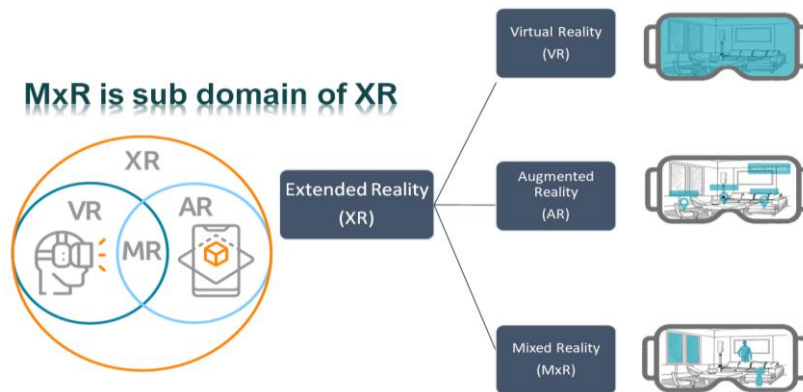 MxR is sub domain of XR
XR
VR
AR
MR
Extended Reality
(XR)
Virtual Reality
(VR)
Augmented
Reality
(AR)
Mixed Reality
(MxR)